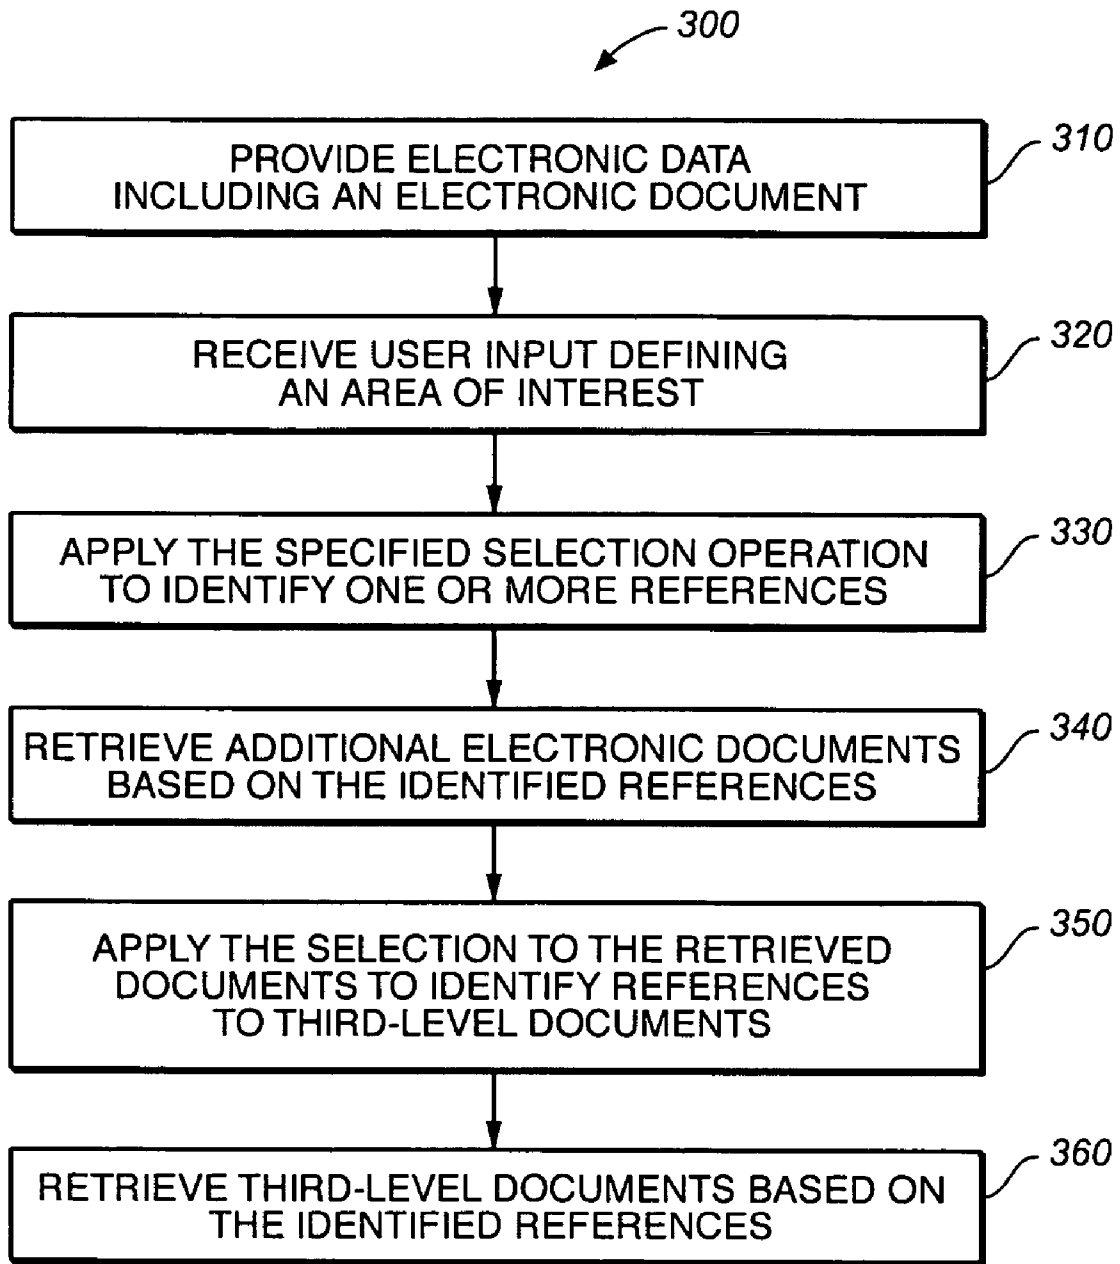 300
310
PROVIDE ELECTRONIC DATA
INCLUDING AN ELECTRONIC DOCUMENT
320
RECEIVE USER INPUT DEFINING
AN AREA OF INTEREST
330
APPLY THE SPECIFIED SELECTION OPERATION
TO IDENTIFY ONE OR MORE REFERENCES
340
RETRIEVE ADDITIONAL ELECTRONIC DOCUMENTS
BASED ON THE IDENTIFIED REFERENCES
350
APPLY THE SELECTION TO THE RETRIEVED
DOCUMENTS TO IDENTIFY REFERENCES
TO THIRD-LEVEL DOCUMENTS
360
RETRIEVE THIRD-LEVEL DOCUMENTS BASED ON
THE IDENTIFIED REFERENCES